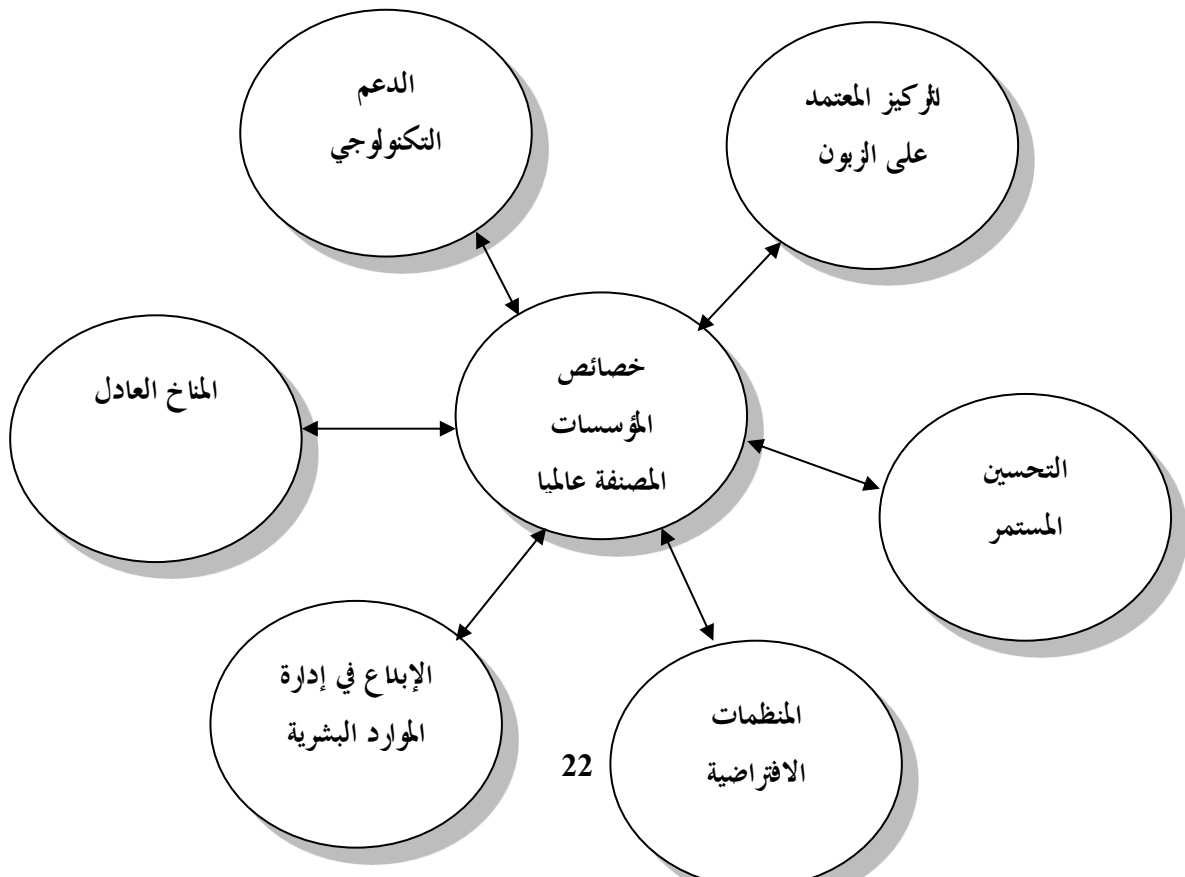 الدعم
التكنولوجي
التركيز المعتمد
على الزبون
خصائص
المؤسسات
المصنفة عالميا
المناخ العادل
التحسين
المستمر
الإبداع في إدارة
الموارد البشرية
المنظمات
الافتراضية
22